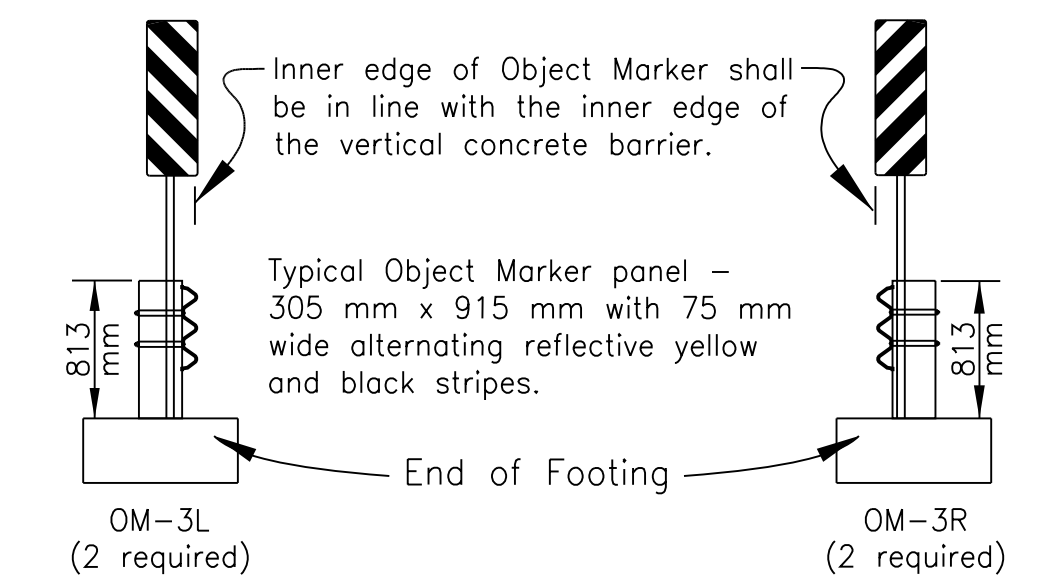 Inner edge of Object Marker shall
be in line with the inner edge of
the vertical concrete barrier.
Typical Object Marker panel –
305 mm x 915 mm with 75 mm
wide alternating reflective yellow
and black stripes.
813
mm
813
mm
End of Footing
OM-3L
(2 required)
OM-3R
(2 required)